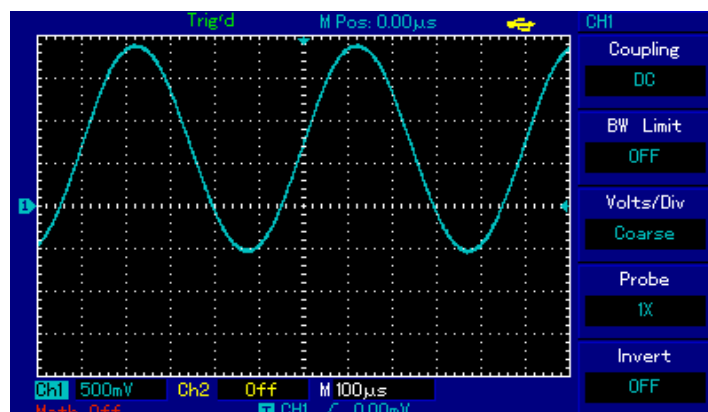 Trig'd M Pos: 0.00μs CH1
Coupling
DC
BW Limit
OFF
1 Volts/Div
Coarse
Probe
1X
Invert
Ch1 500mV Ch2 Off M 100μs OFF
Math Off T CH1 0.00mV